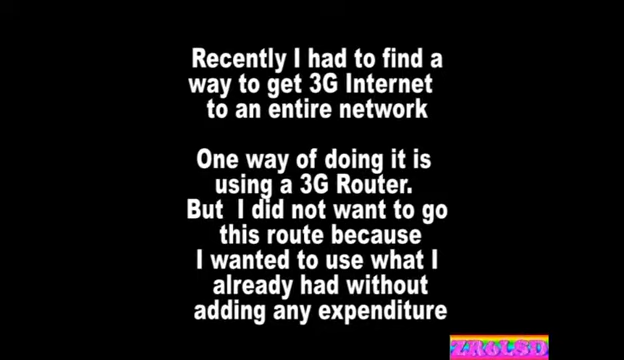 Recently I had to find a
way to get 3G Internet
to an entire network
One way of doing it is
using a 3G Router.
But I did not want to go
this route because
I wanted to use what I
already had without
adding any expenditure